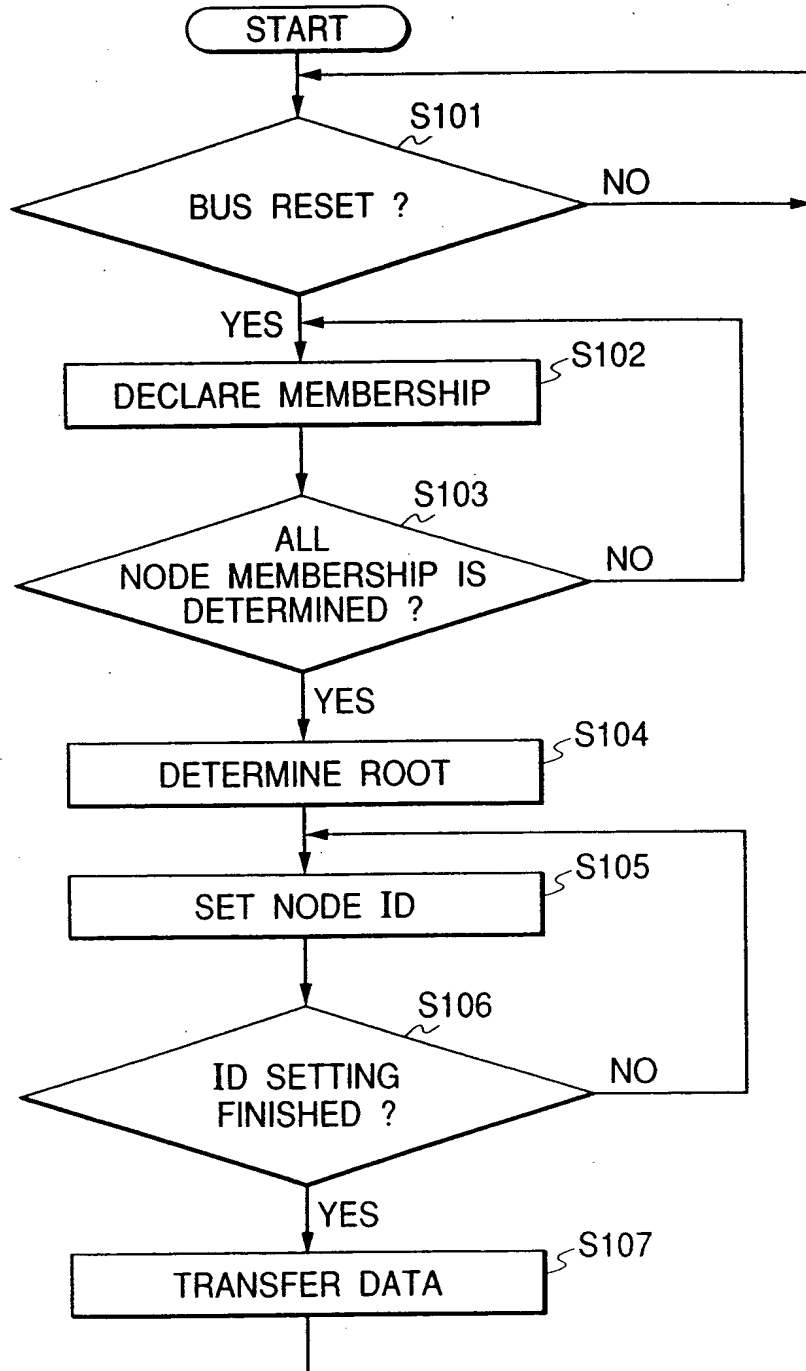 START
S101
BUS RESET ?
NO
YES
S102
DECLARE MEMBERSHIP
S103
ALL
NODE MEMBERSHIP IS
DETERMINED ?
NO
YES
S104
DETERMINE ROOT
S105
SET NODE ID
S106
ID SETTING
FINISHED ?
NO
YES
S107
TRANSFER DATA